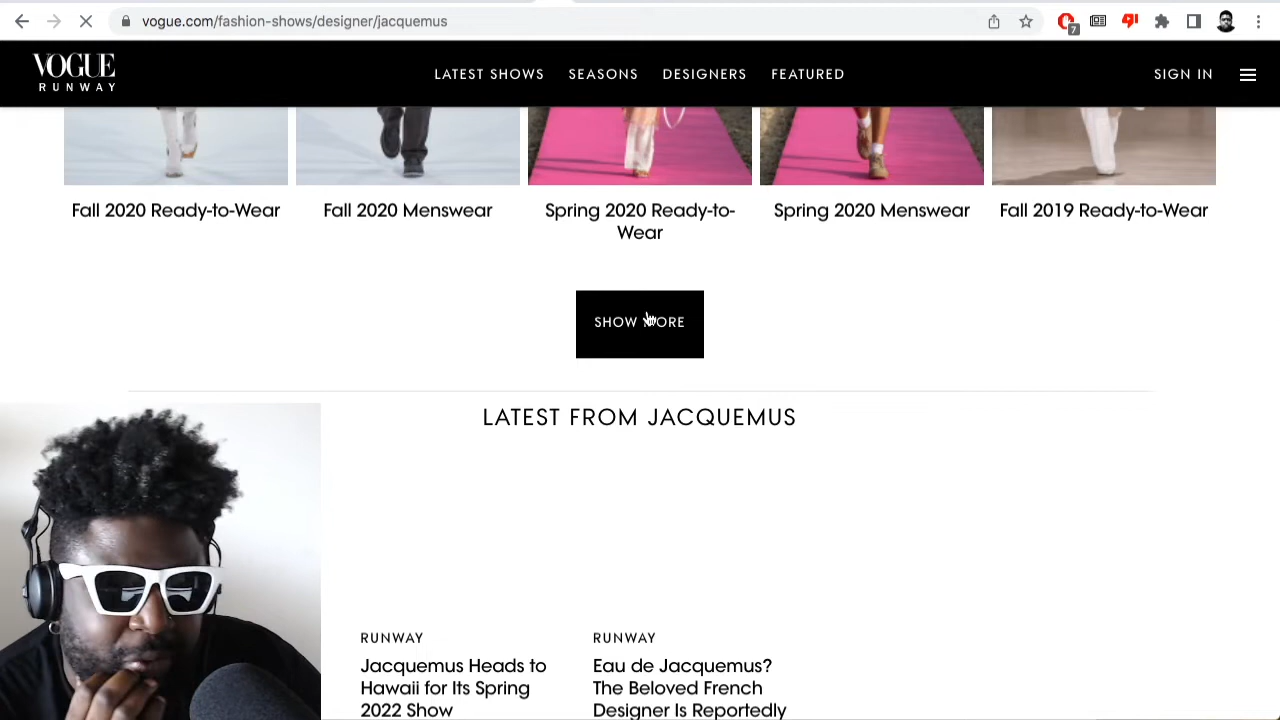 vogue.com/fashion-shows/designer/jacquemus
7
VOGUE
RUNWAY
LATEST SHOWS SEASONS DESIGNERS FEATURED
SIGN IN
Fall 2020 Ready-to-Wear
Fall 2020 Menswear
Spring 2020 Ready-to-
Wear
Spring 2020 Menswear
Fall 2019 Ready-to-Wear
SHOW MORE
LATEST FROM JACQUEMUS
RUNWAY
Jacquemus Heads to
Hawaii for Its Spring
2022 Show
RUNWAY
Eau de Jacquemus?
The Beloved French
Designer Is Reportedly